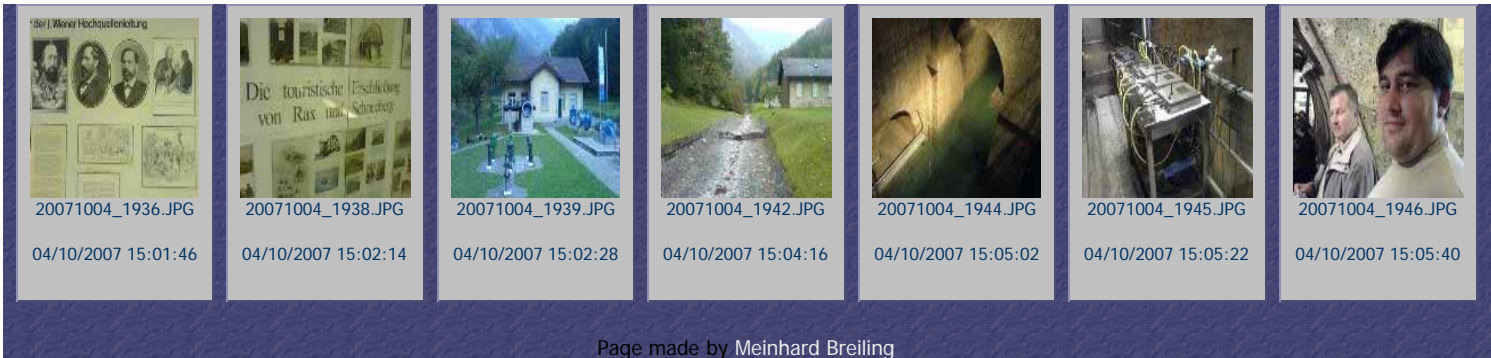 der I. Wiener Hochquellenleitung
Die touristische Erschließung
von Rax und Schneeberg
20071004_1936.JPG
20071004_1938.JPG
20071004_1939.JPG
20071004_1942.JPG
20071004_1944.JPG
20071004_1945.JPG
20071004_1946.JPG
04/10/2007 15:01:46
04/10/2007 15:02:14
04/10/2007 15:02:28
04/10/2007 15:04:16
04/10/2007 15:05:02
04/10/2007 15:05:22
04/10/2007 15:05:40
Page made by Meinhard Breiling